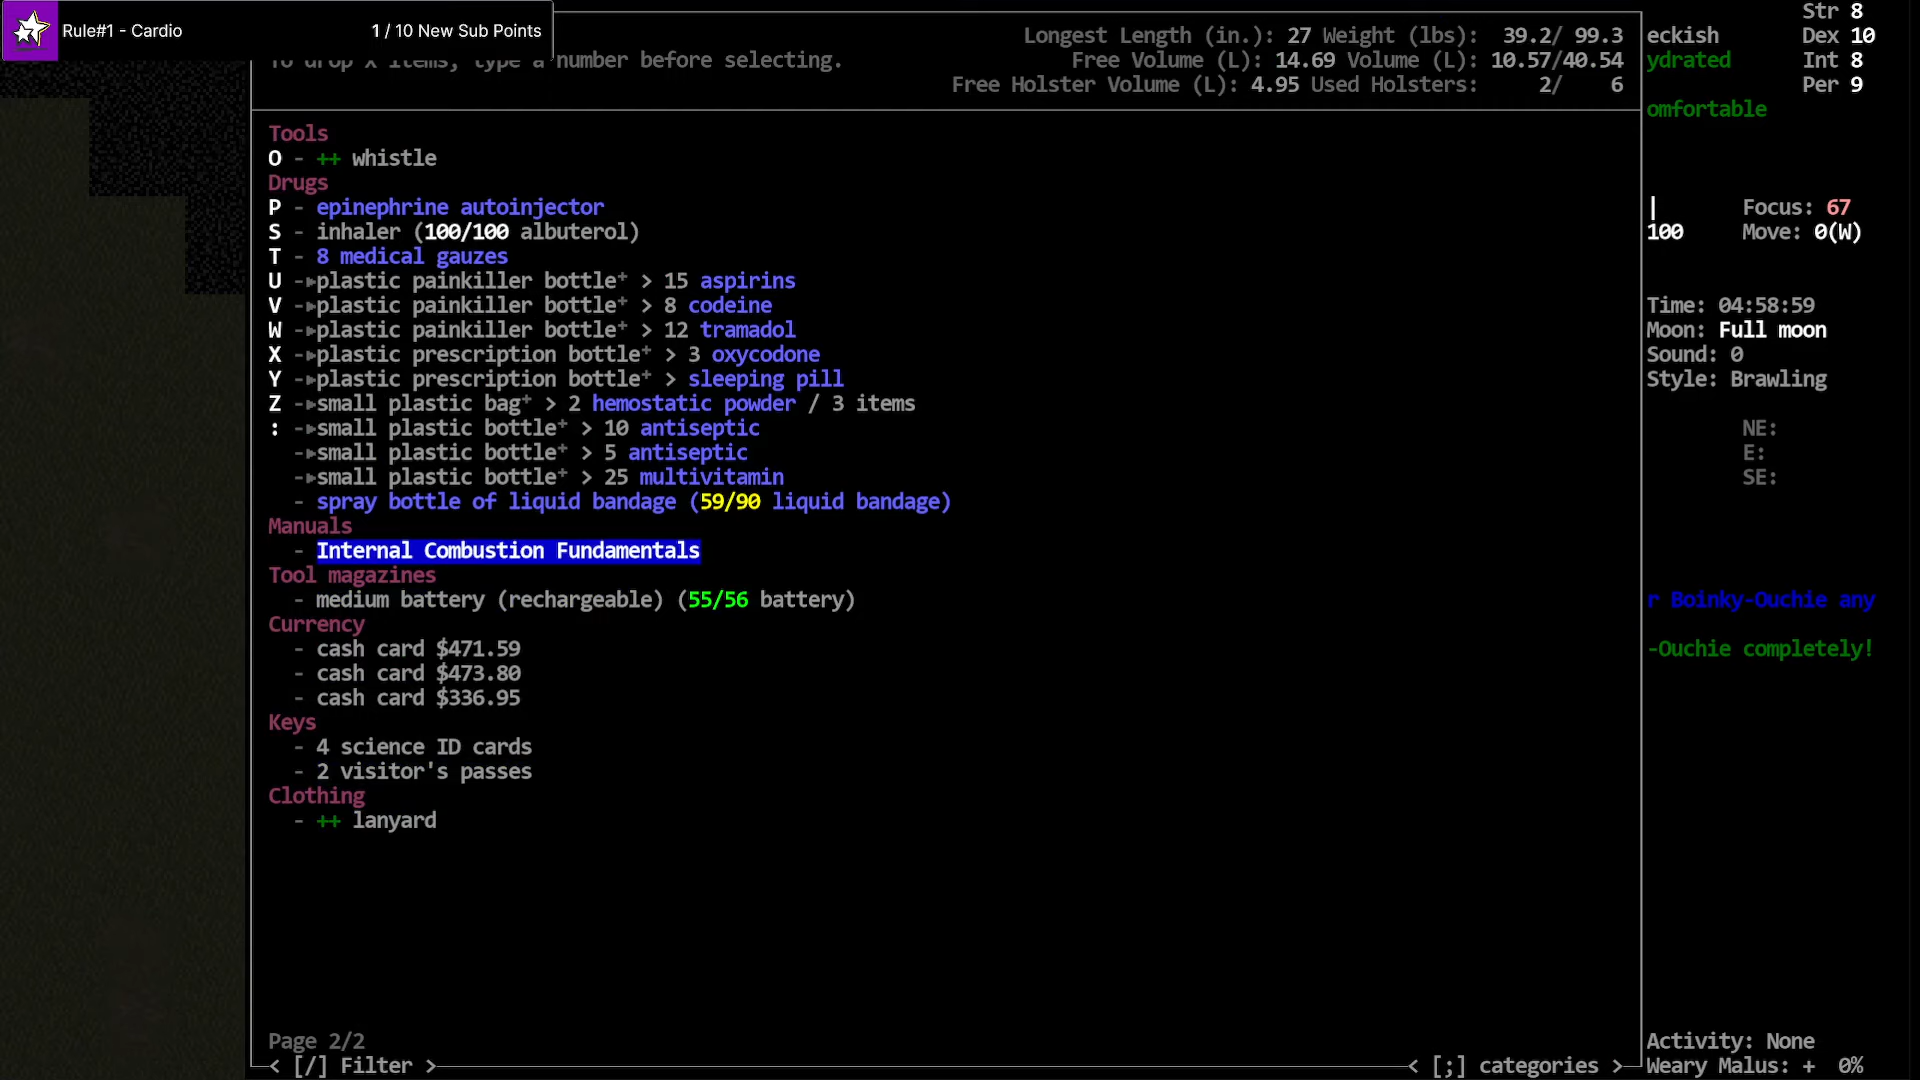 Rule#1 - Cardio 1 / 10 New Sub Points
To drop x items, type a number before selecting.
Longest Length (in.): 27 Weight (lbs): 39.2/ 99.3
Free Volume (L): 14.69 Volume (L): 10.57/40.54
Free Holster Volume (L): 4.95 Used Holsters: 2/ 6
Str 8
eckish Dex 10
ydrated Int 8
Per 9
omfortable
Tools
O - ++ whistle
Drugs
P - epinephrine autoinjector
S - inhaler (100/100 albuterol)
T - 8 medical gauzes
U -▸plastic painkiller bottle⁺ > 15 aspirins
V -▸plastic painkiller bottle⁺ > 8 codeine
W -▸plastic painkiller bottle⁺ > 12 tramadol
X -▸plastic prescription bottle⁺ > 3 oxycodone
Y -▸plastic prescription bottle⁺ > sleeping pill
Z -▸small plastic bag⁺ > 2 hemostatic powder / 3 items
: -▸small plastic bottle⁺ > 10 antiseptic
-▸small plastic bottle⁺ > 5 antiseptic
-▸small plastic bottle⁺ > 25 multivitamin
- spray bottle of liquid bandage (59/90 liquid bandage)
Manuals
- Internal Combustion Fundamentals
Tool magazines
- medium battery (rechargeable) (55/56 battery)
Currency
- cash card $471.59
- cash card $473.80
- cash card $336.95
Keys
- 4 science ID cards
- 2 visitor's passes
Clothing
- ++ lanyard
Page 2/2
< [/] Filter >
< [;] categories >
| Focus: 67
100 Move: 0(W)
Time: 04:58:59
Moon: Full moon
Sound: 0
Style: Brawling
NE:
E:
SE:
r Boinky-Ouchie any
-Ouchie completely!
Activity: None
Weary Malus: + 0%